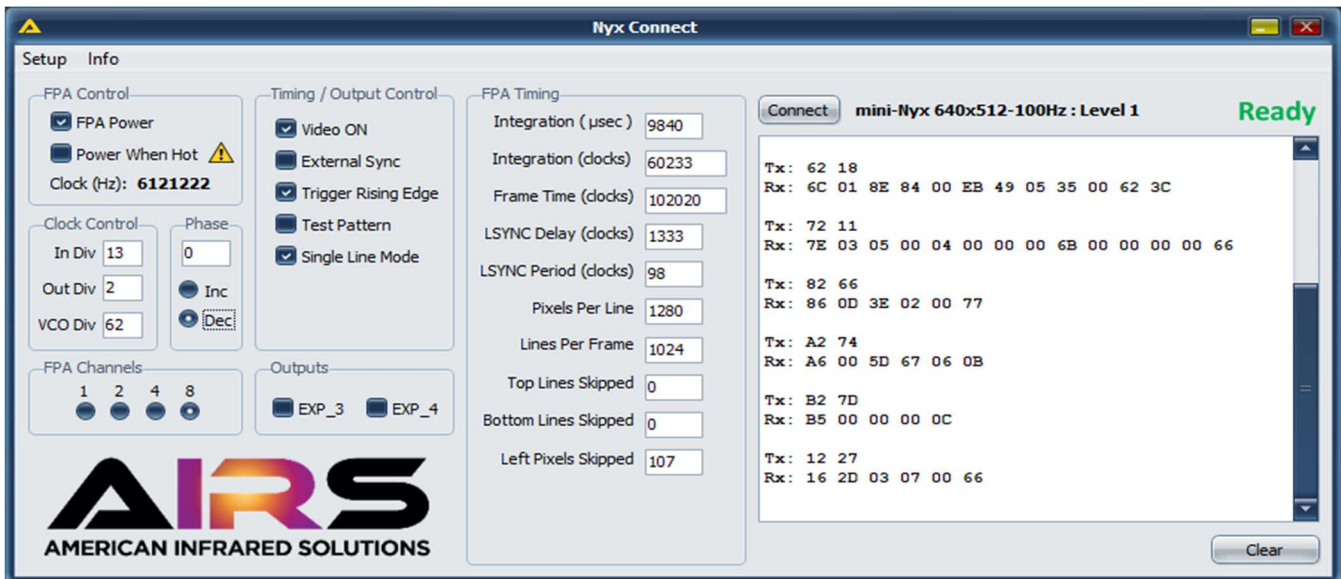 Nyx Connect
Setup Info
FPA Control
FPA Power
Power When Hot
Clock (Hz): 6121222
Clock Control
In Div 13
Out Div 2
VCO Div 62
Phase
0
Inc
Dec
FPA Channels
1 2 4 8
Timing / Output Control
Video ON
External Sync
Trigger Rising Edge
Test Pattern
Single Line Mode
Outputs
EXP_3 EXP_4
FPA Timing
Integration ( µsec ) 9840
Integration (clocks) 60233
Frame Time (clocks) 102020
LSYNC Delay (clocks) 1333
LSYNC Period (clocks) 98
Pixels Per Line 1280
Lines Per Frame 1024
Top Lines Skipped 0
Bottom Lines Skipped 0
Left Pixels Skipped 107
Connect mini-Nyx 640x512-100Hz : Level 1 Ready
Tx: 62 18
Rx: 6C 01 8E 84 00 EB 49 05 35 00 62 3C
Tx: 72 11
Rx: 7E 03 05 00 04 00 00 00 6B 00 00 00 00 66
Tx: 82 66
Rx: 86 0D 3E 02 00 77
Tx: A2 74
Rx: A6 00 5D 67 06 0B
Tx: B2 7D
Rx: B5 00 00 00 0C
Tx: 12 27
Rx: 16 2D 03 07 00 66
Clear
AIRS
AMERICAN INFRARED SOLUTIONS